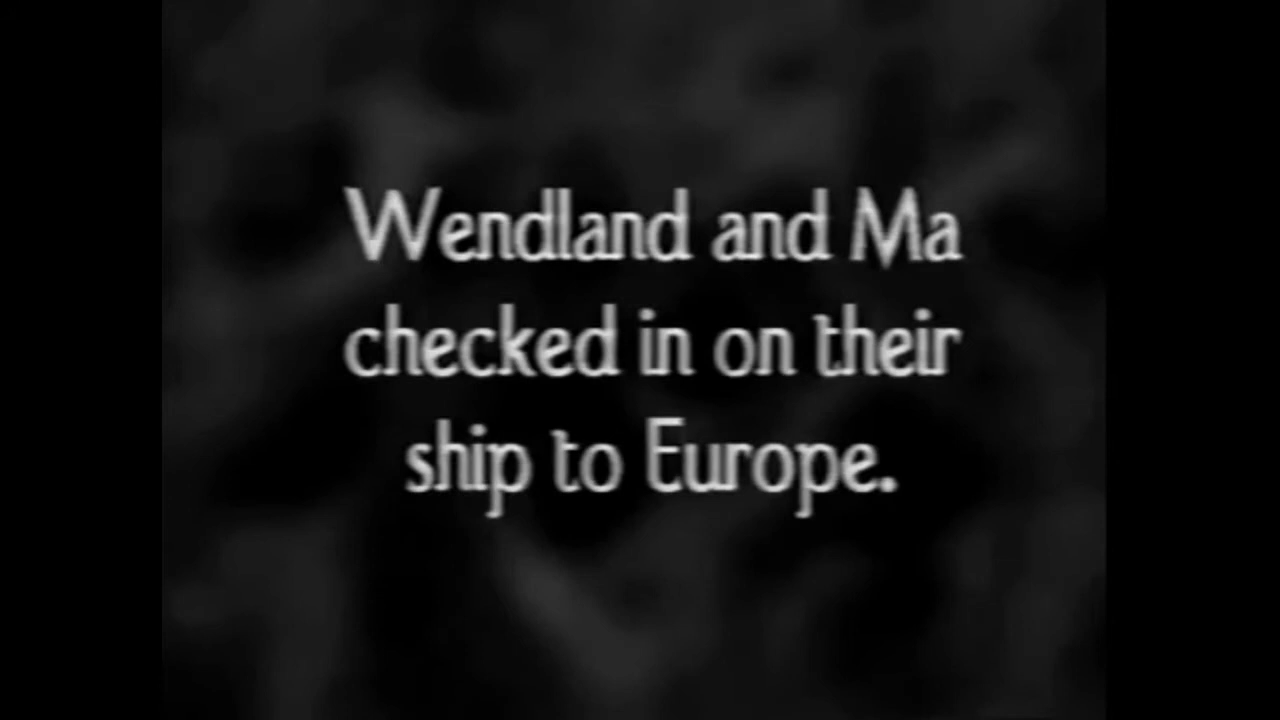 Wendland and Ma
checked in on their
ship to Europe.